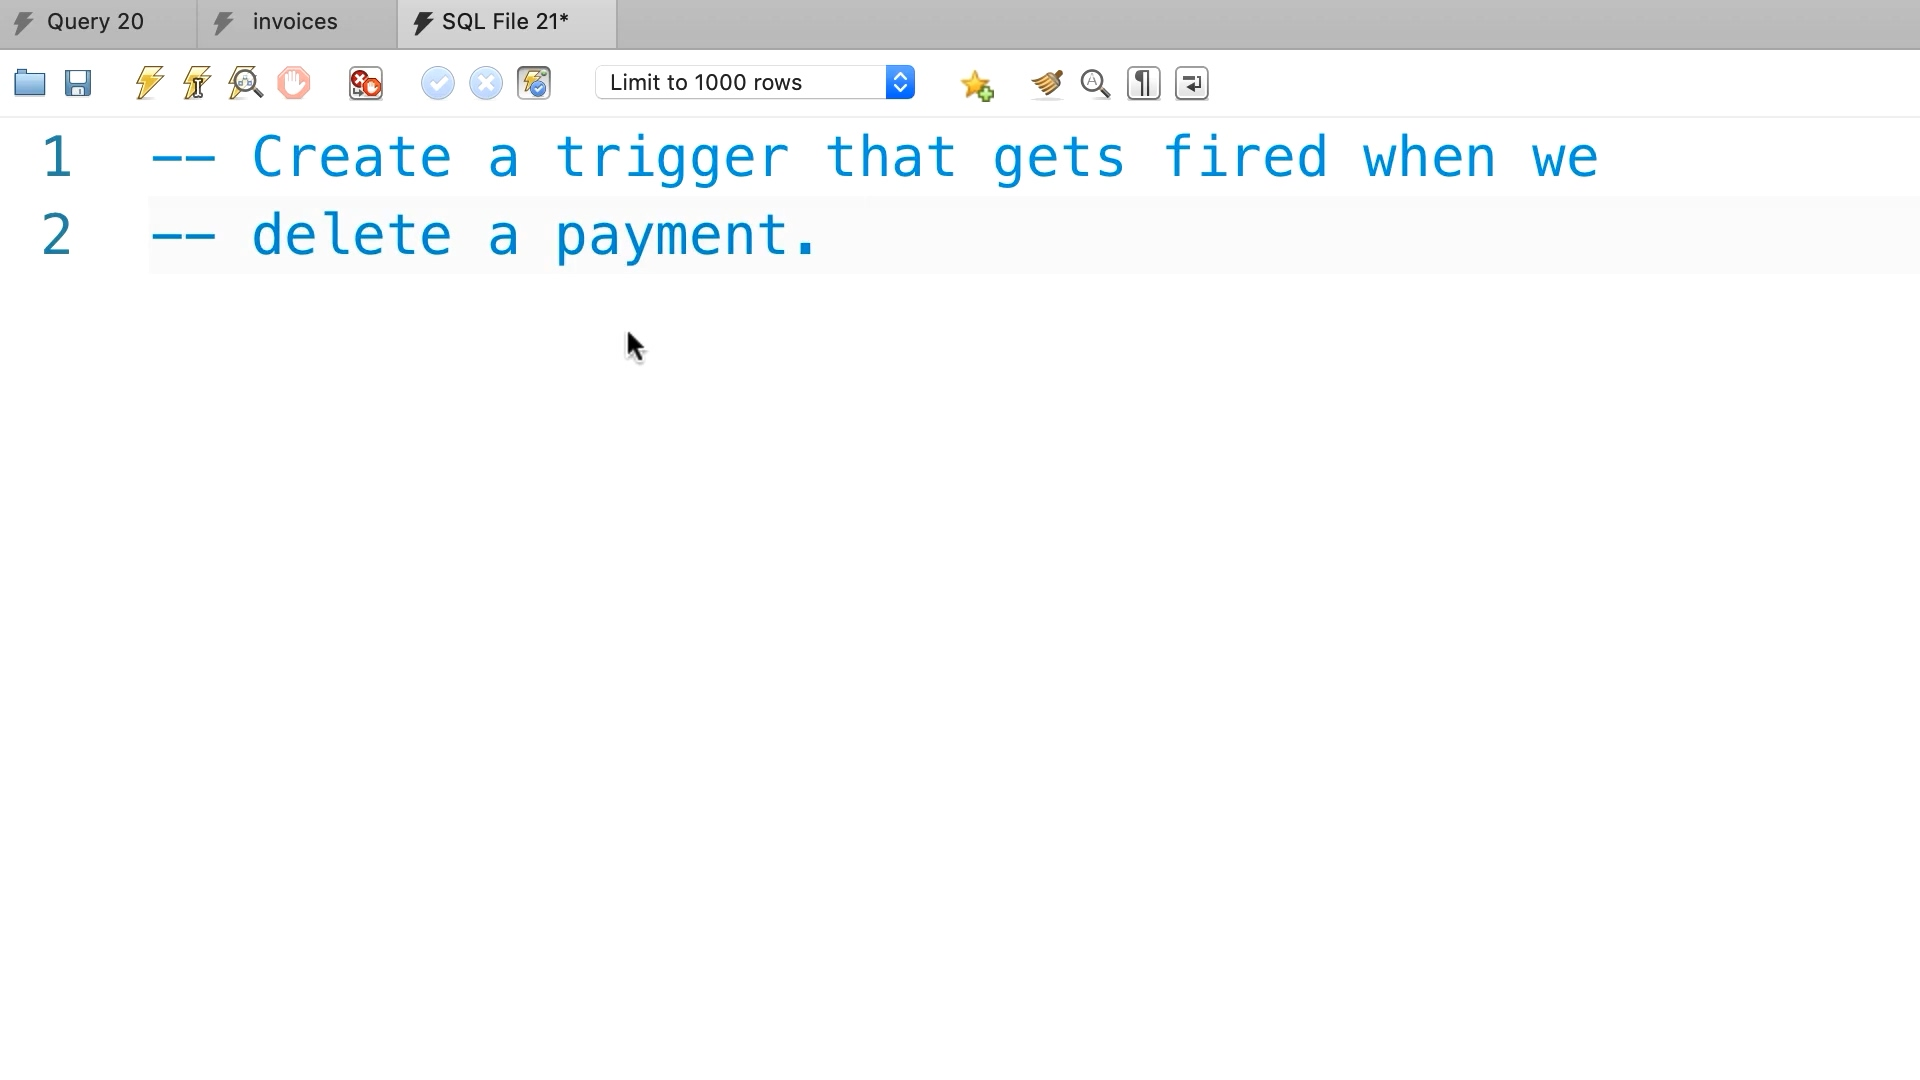 Query 20
invoices
SQL File 21*
Limit to 1000 rows
1 -- Create a trigger that gets fired when we
2 -- delete a payment.